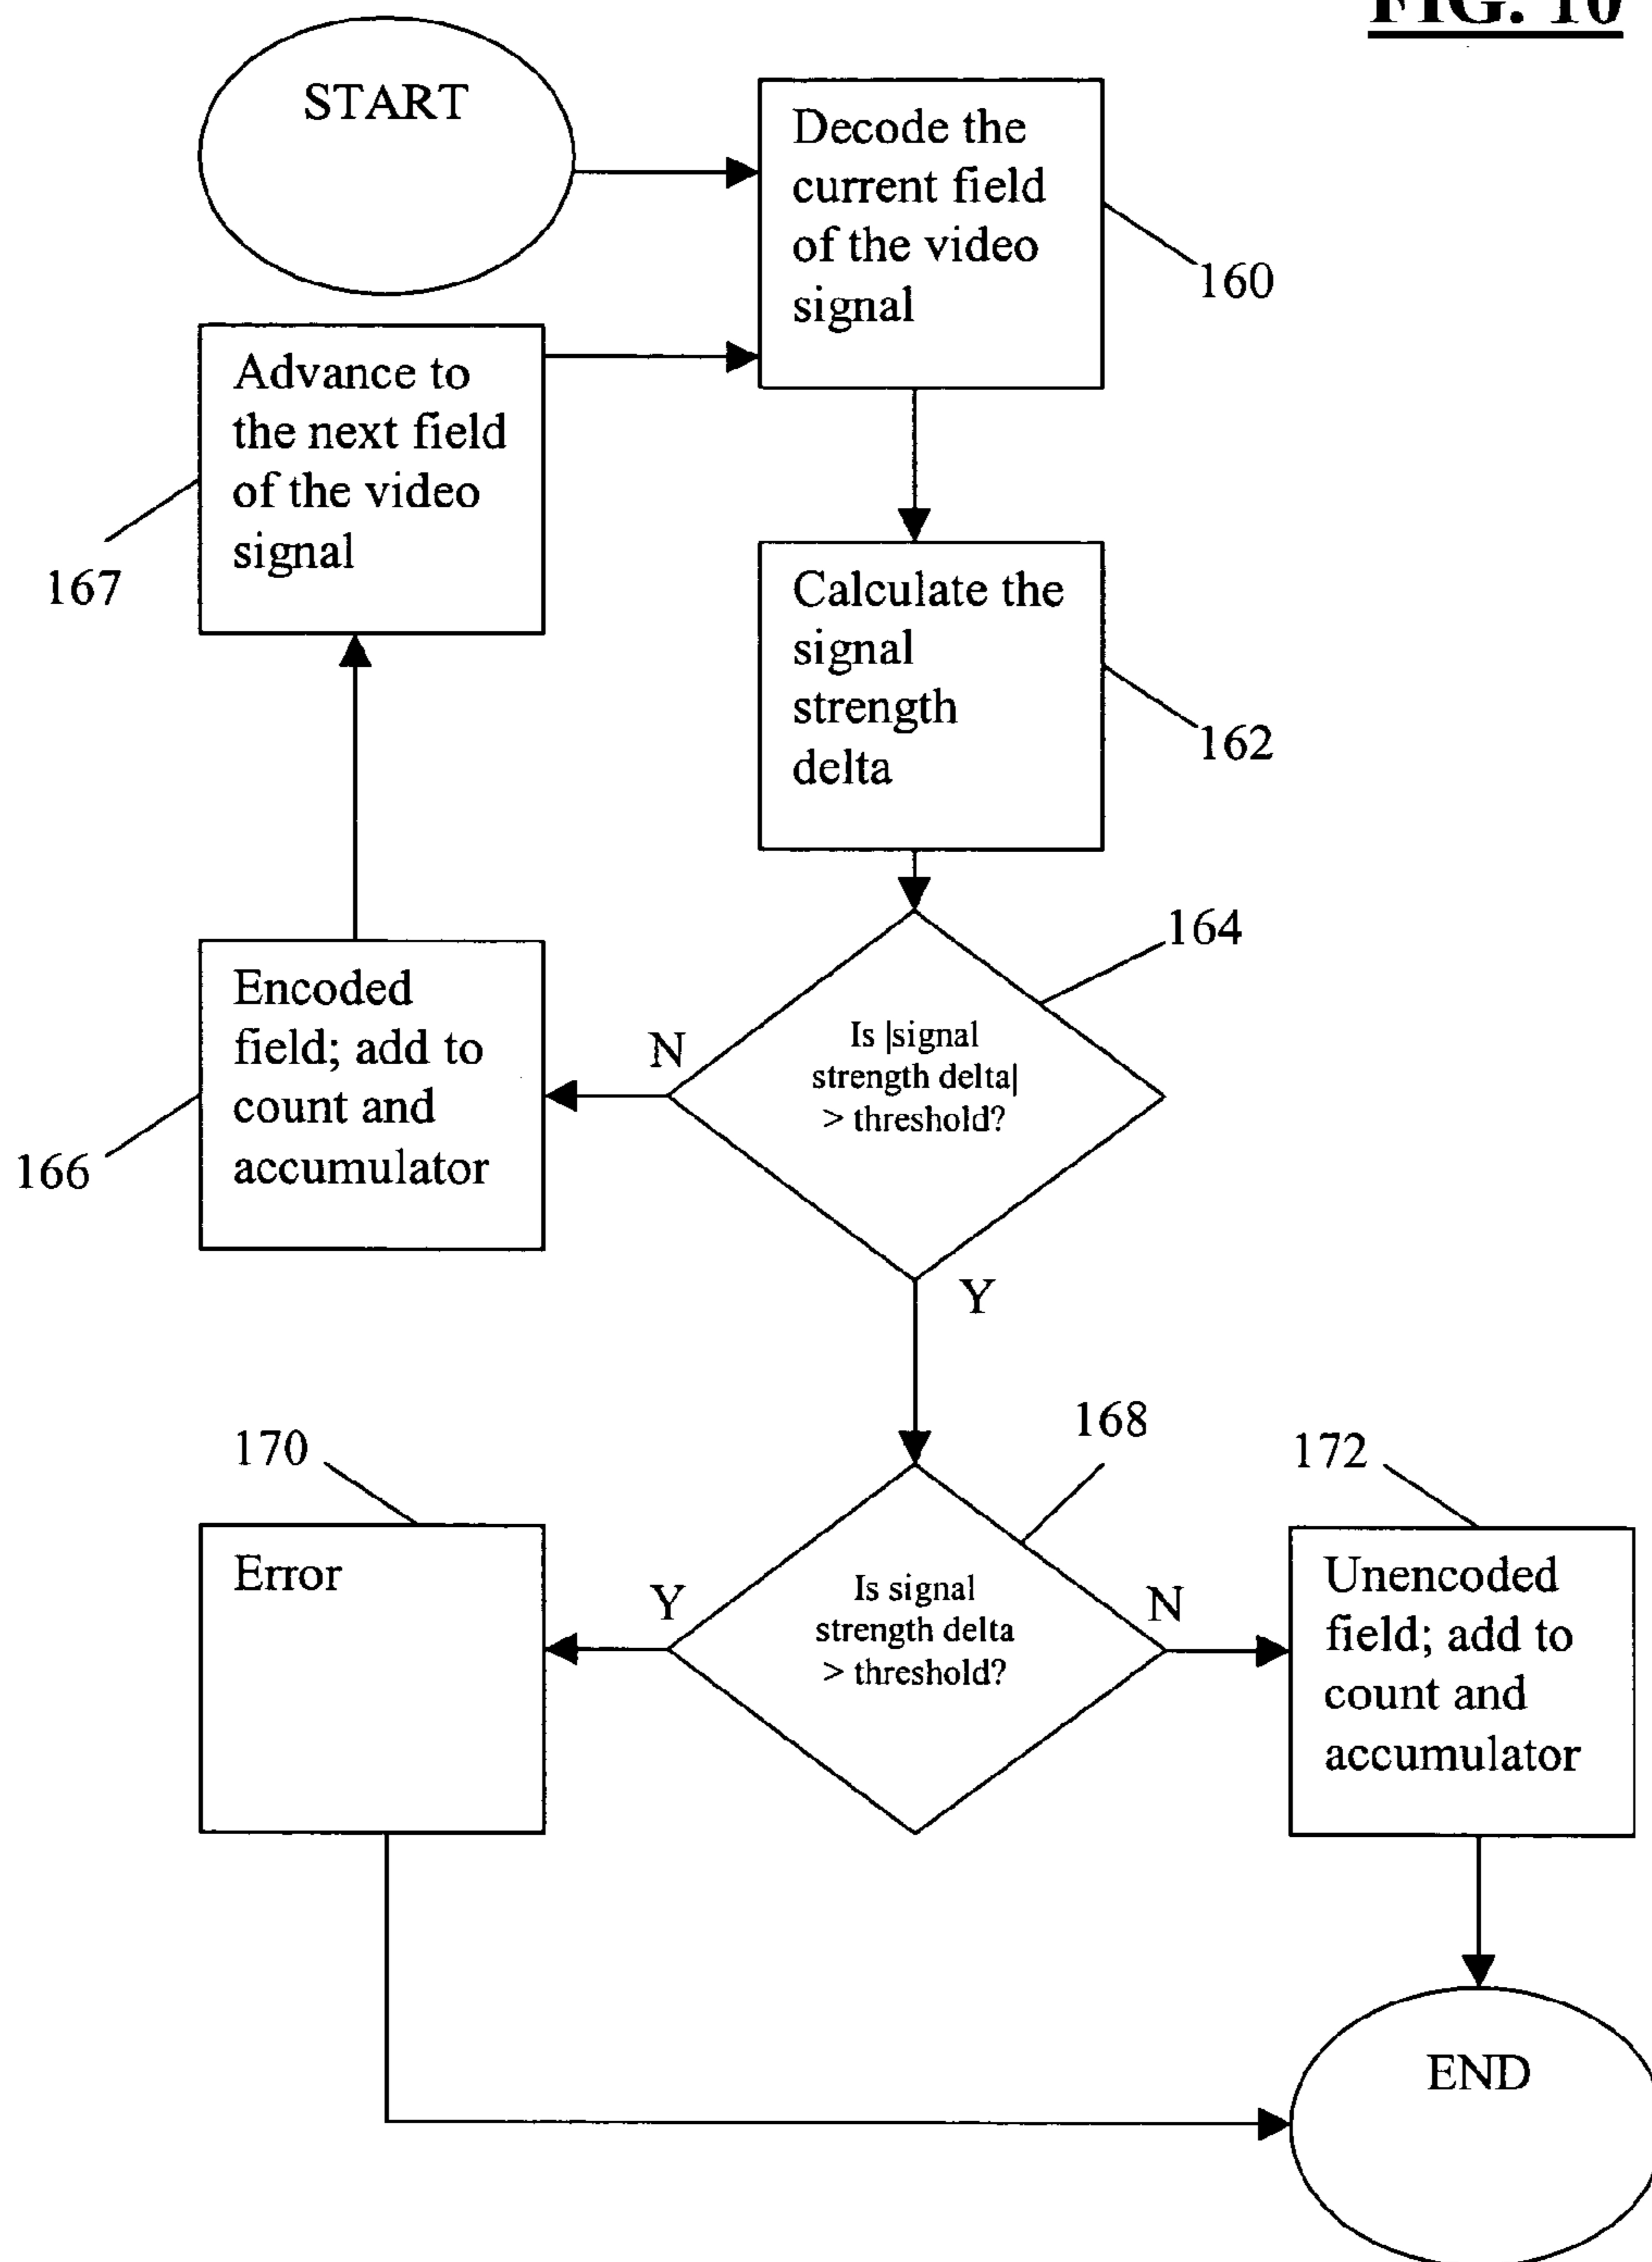 FIG. 10
START
Decode the
current field
of the video
signal
160
Advance to
the next field
of the video
signal
167
Calculate the
signal
strength
delta
162
164
Is |signal
strength delta|
> threshold?
N
Y
Encoded
field; add to
count and
accumulator
166
168
Is signal
strength delta
> threshold?
Y
N
170
Error
172
Unencoded
field; add to
count and
accumulator
END